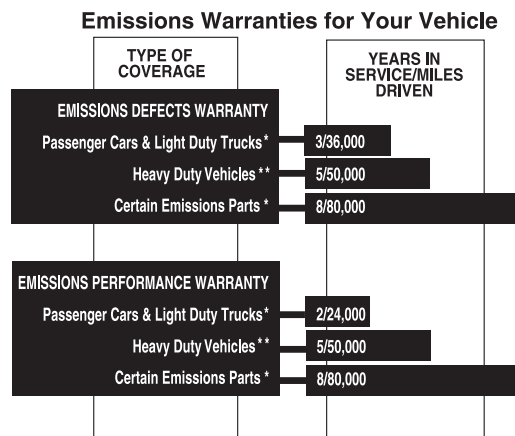 Emissions Warranties for Your Vehicle
TYPE OF
COVERAGE
YEARS IN
SERVICE/MILES
DRIVEN
EMISSIONS DEFECTS WARRANTY
Passenger Cars & Light Duty Trucks* 3/36,000
Heavy Duty Vehicles** 5/50,000
Certain Emissions Parts * 8/80,000
EMISSIONS PERFORMANCE WARRANTY
Passenger Cars & Light Duty Trucks* 2/24,000
Heavy Duty Vehicles** 5/50,000
Certain Emissions Parts * 8/80,000